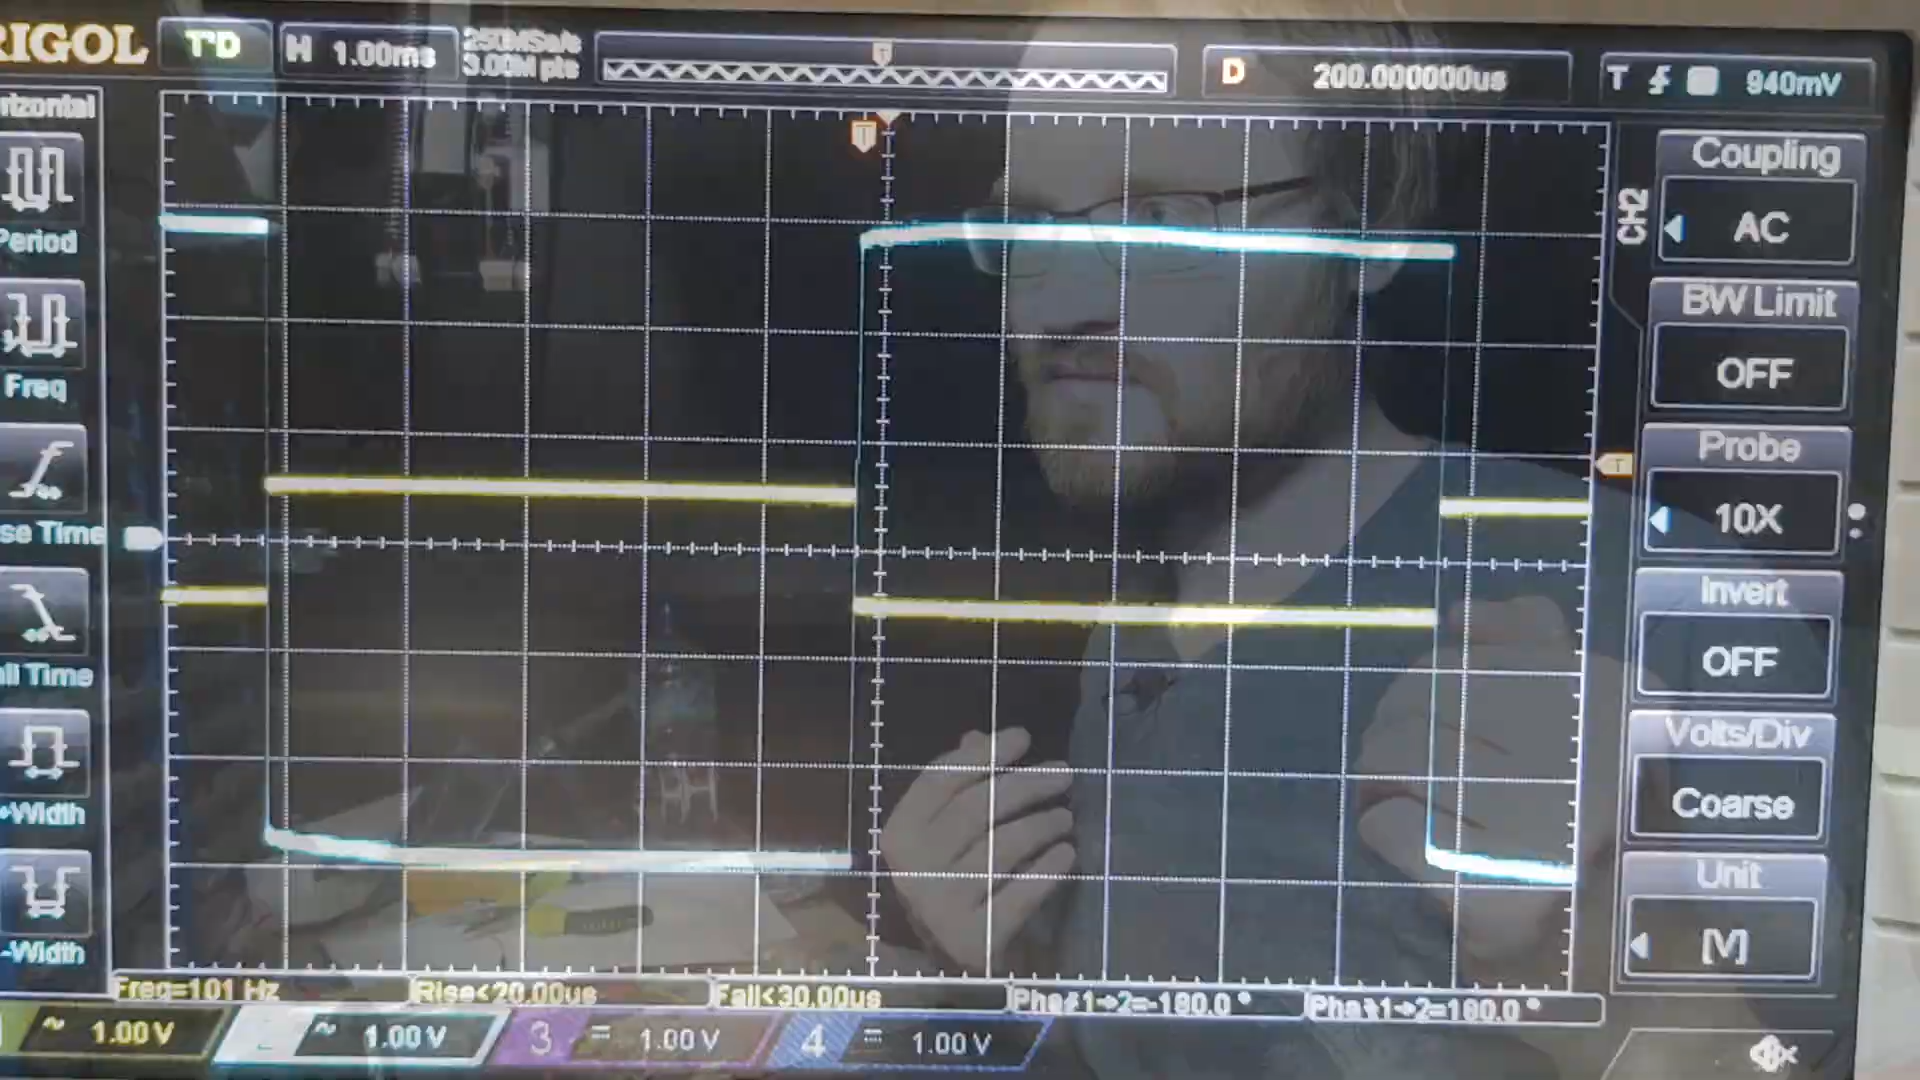 RIGOL T'D H 1.00ms 250MSa/s 3.00M pts T D 200.000000us T 940mV
rizontal
Period
Freq
se Time
all Time
+Width
-Width
T
T
CH2
Coupling
AC
BW Limit
OFF
Probe
10X
Invert
OFF
Volts/Div
Coarse
Unit
[V]
Freq=101 Hz Rise<20.00us Fall<30.00us Pha 1→2=-180.0° Pha 1→2=180.0°
~ 1.00 V ~ 1.00 V 3 = 1.00 V 4 = 1.00 V